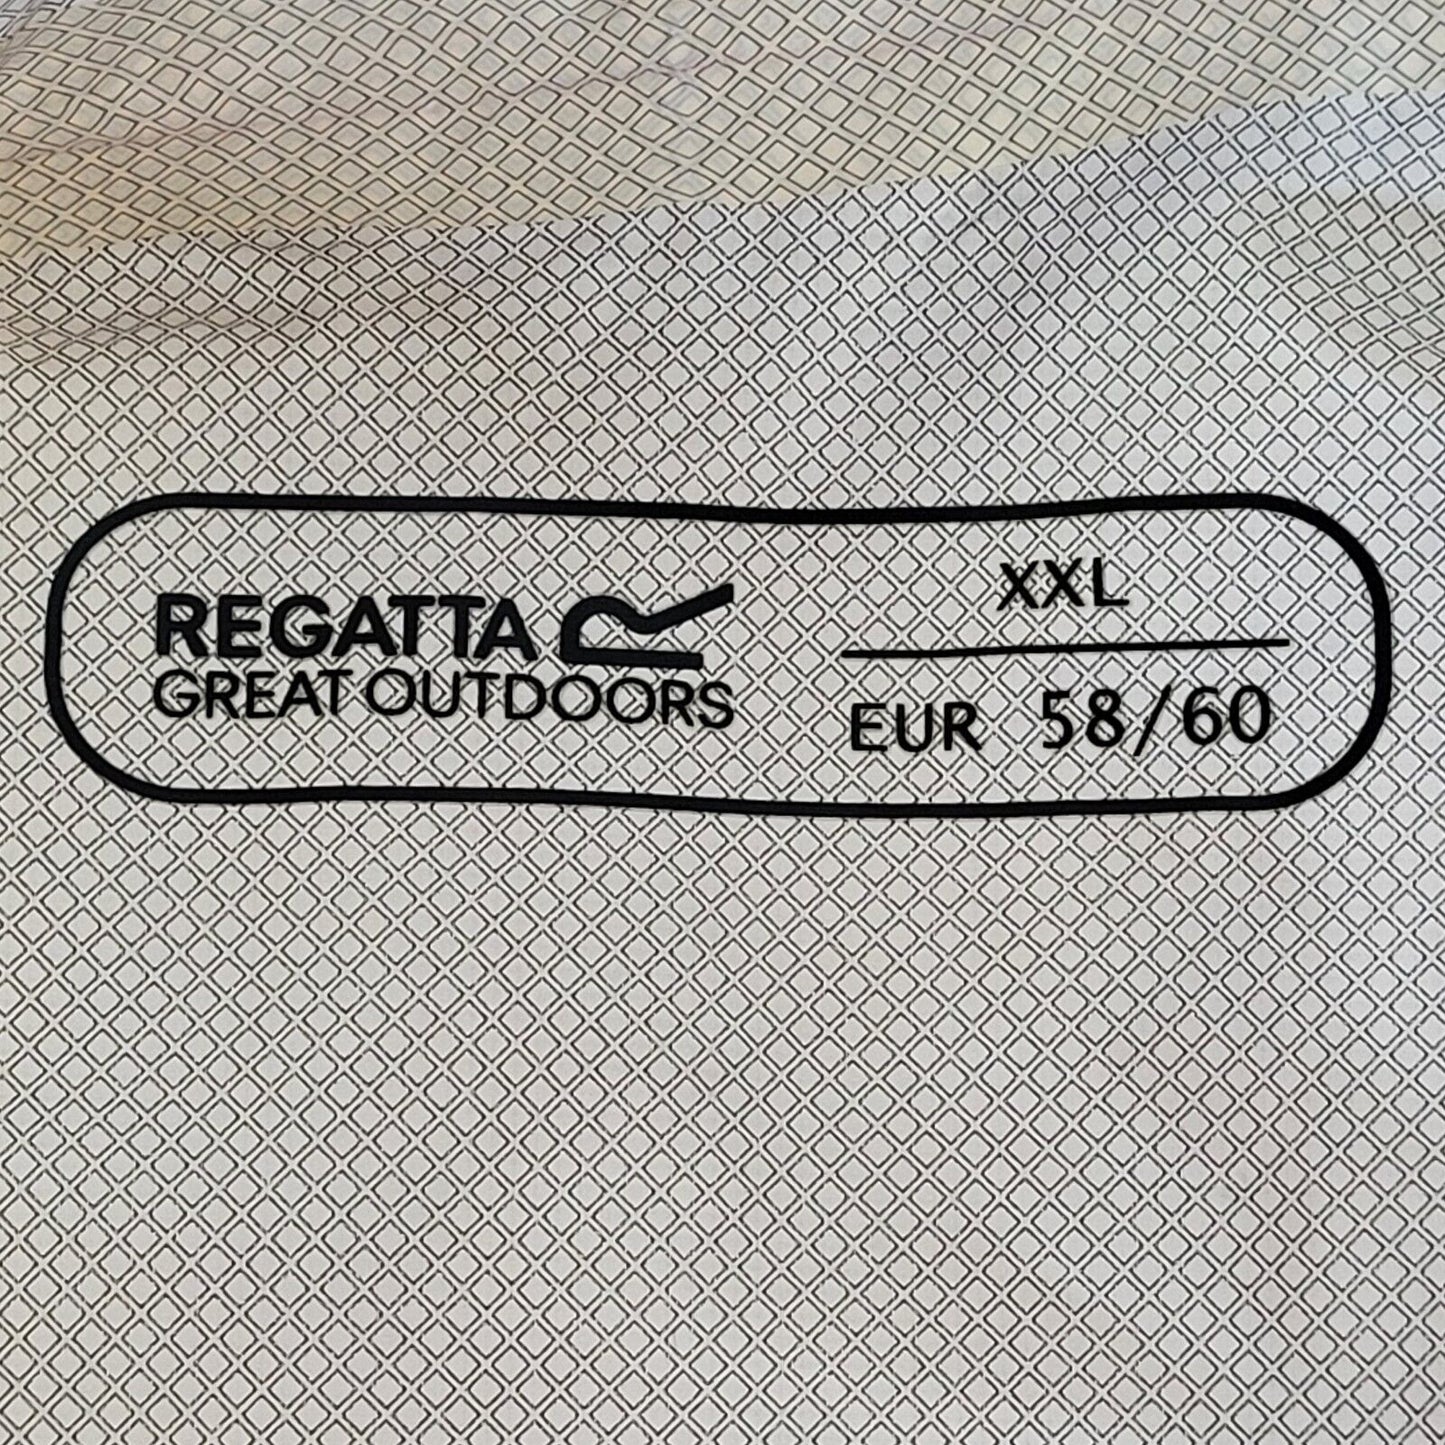 REGATTA
GREAT OUTDOORS
XXL
EUR 58/60